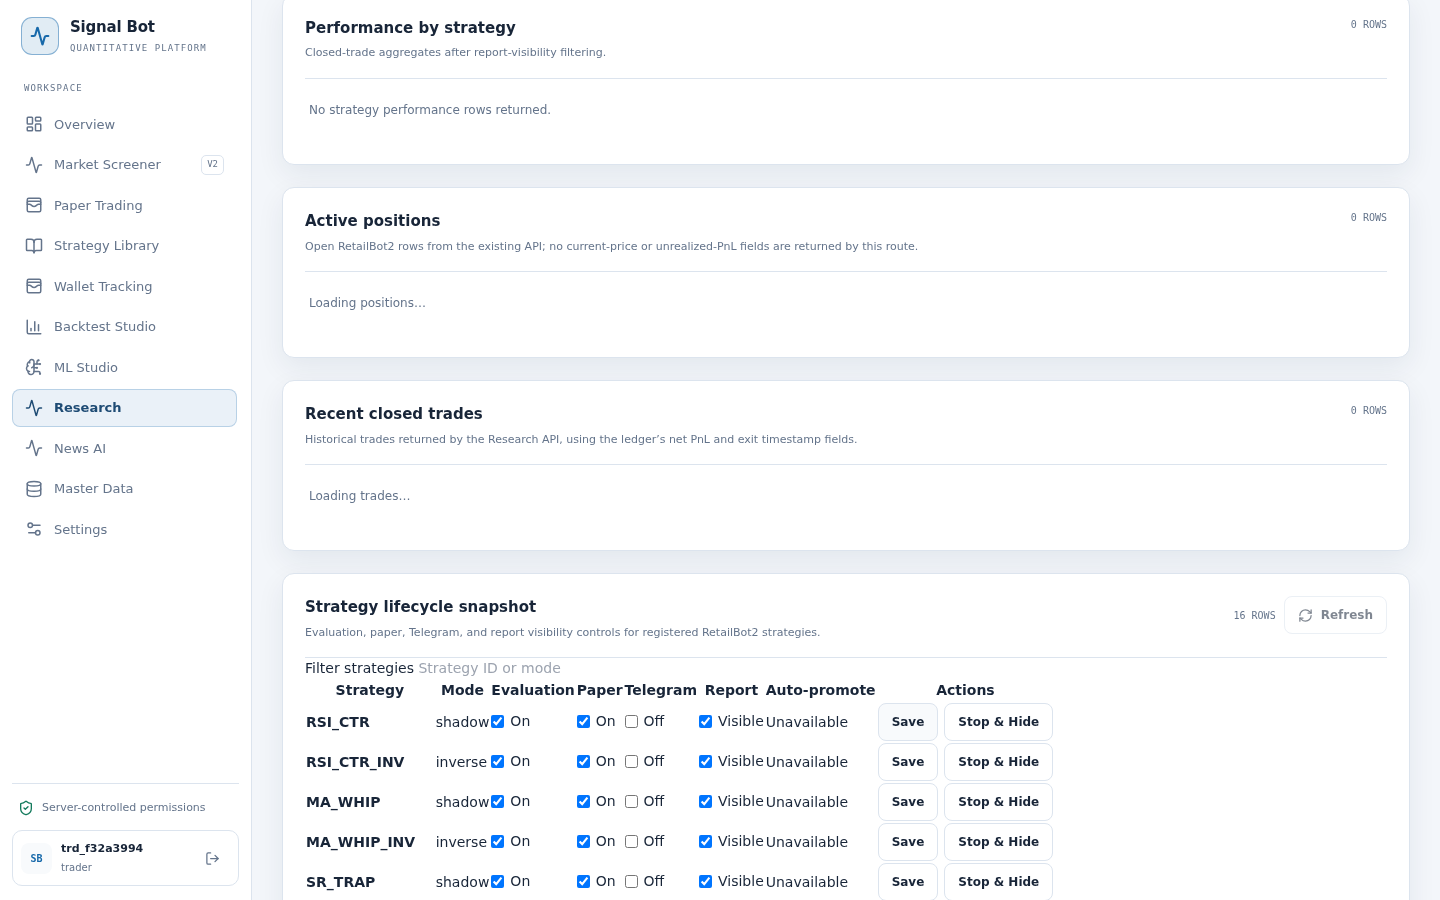 Signal Bot
QUANTITATIVE PLATFORM
WORKSPACE
Overview
Market Screener V2
Paper Trading
Strategy Library
Wallet Tracking
Backtest Studio
ML Studio
Research
News AI
Master Data
Settings
Server-controlled permissions
SB trd_f32a3994
trader
Performance by strategy 0 ROWS
Closed-trade aggregates after report-visibility filtering.
No strategy performance rows returned.
Active positions 0 ROWS
Open RetailBot2 rows from the existing API; no current-price or unrealized-PnL fields are returned by this route.
Loading positions...
Recent closed trades 0 ROWS
Historical trades returned by the Research API, using the ledger’s net PnL and exit timestamp fields.
Loading trades...
Strategy lifecycle snapshot 16 ROWS Refresh
Evaluation, paper, Telegram, and report visibility controls for registered RetailBot2 strategies.
Filter strategies Strategy ID or mode
Strategy Mode Evaluation Paper Telegram Report Auto-promote Actions
RSI_CTR shadow On On Off Visible Unavailable Save Stop & Hide
RSI_CTR_INV inverse On On Off Visible Unavailable Save Stop & Hide
MA_WHIP shadow On On Off Visible Unavailable Save Stop & Hide
MA_WHIP_INV inverse On On Off Visible Unavailable Save Stop & Hide
SR_TRAP shadow On On Off Visible Unavailable Save Stop & Hide